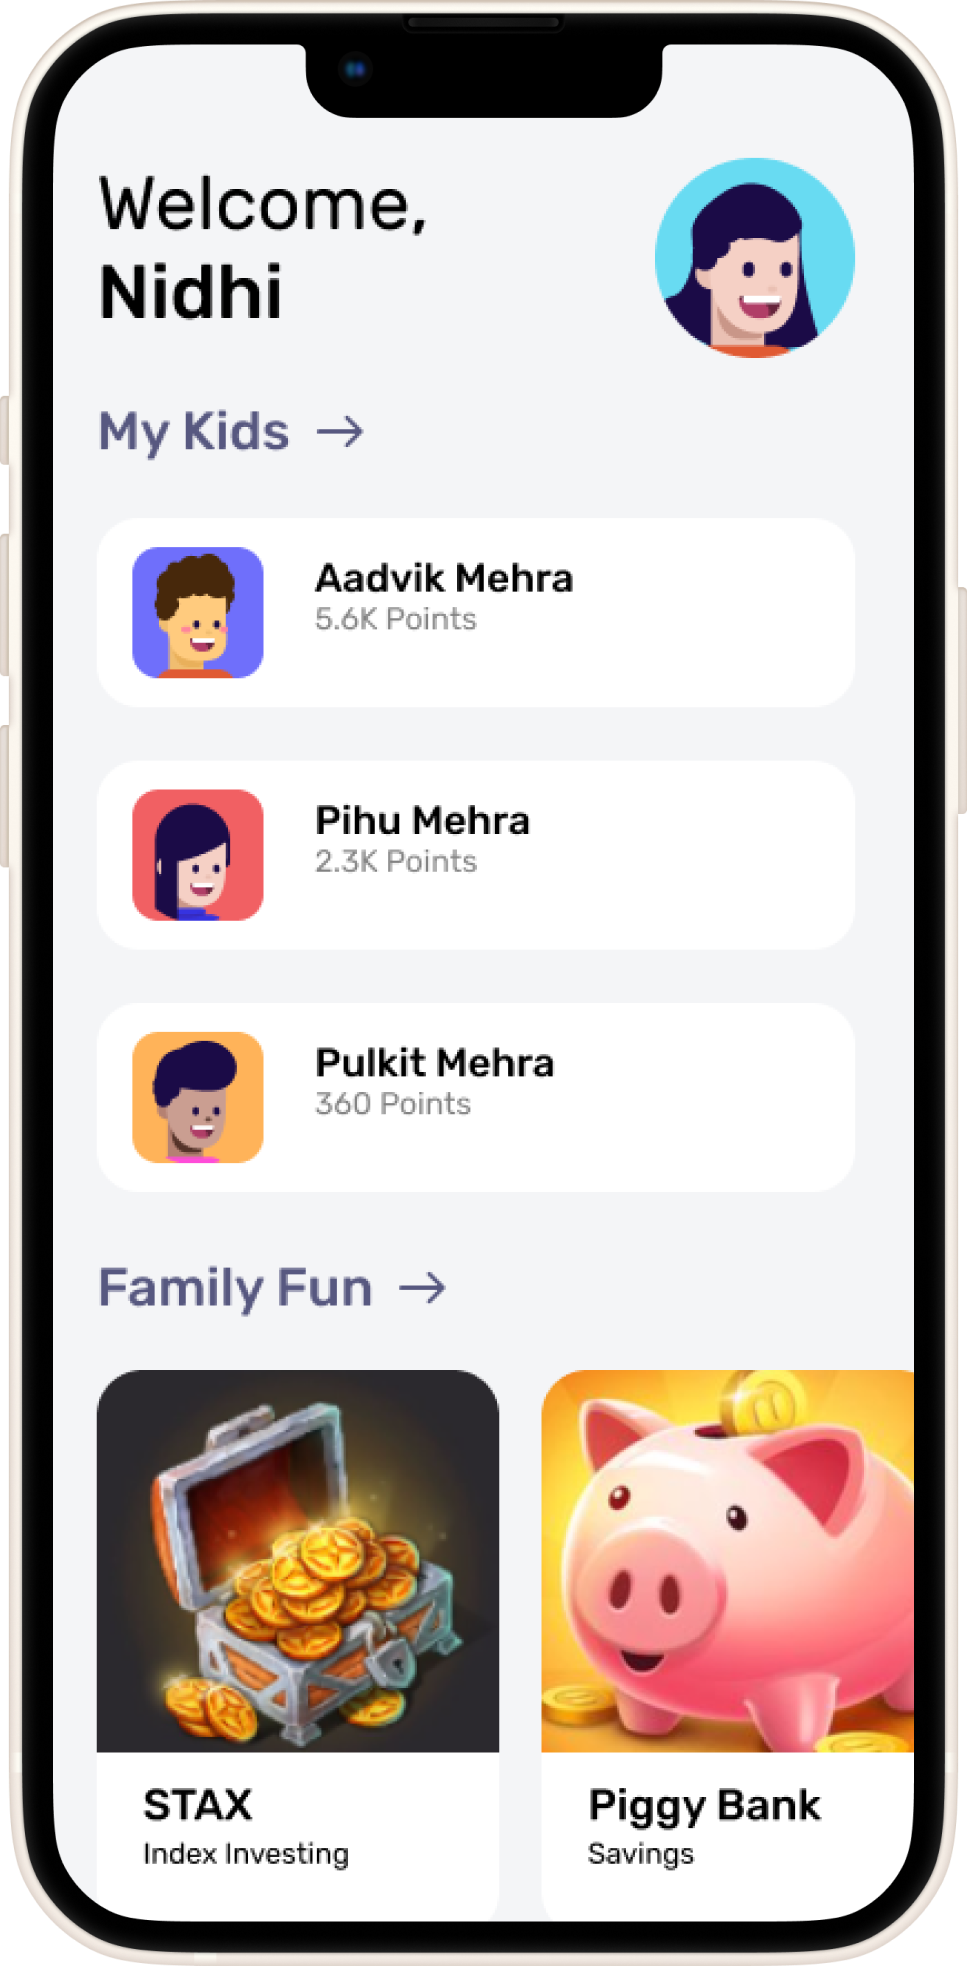 Welcome,
Nidhi
My Kids
Aadvik Mehra
5.6K Points
Pihu Mehra
2.3K Points
Pulkit Mehra
360 Points
Family Fun
STAX
Index Investing
Piggy Bank
Savings